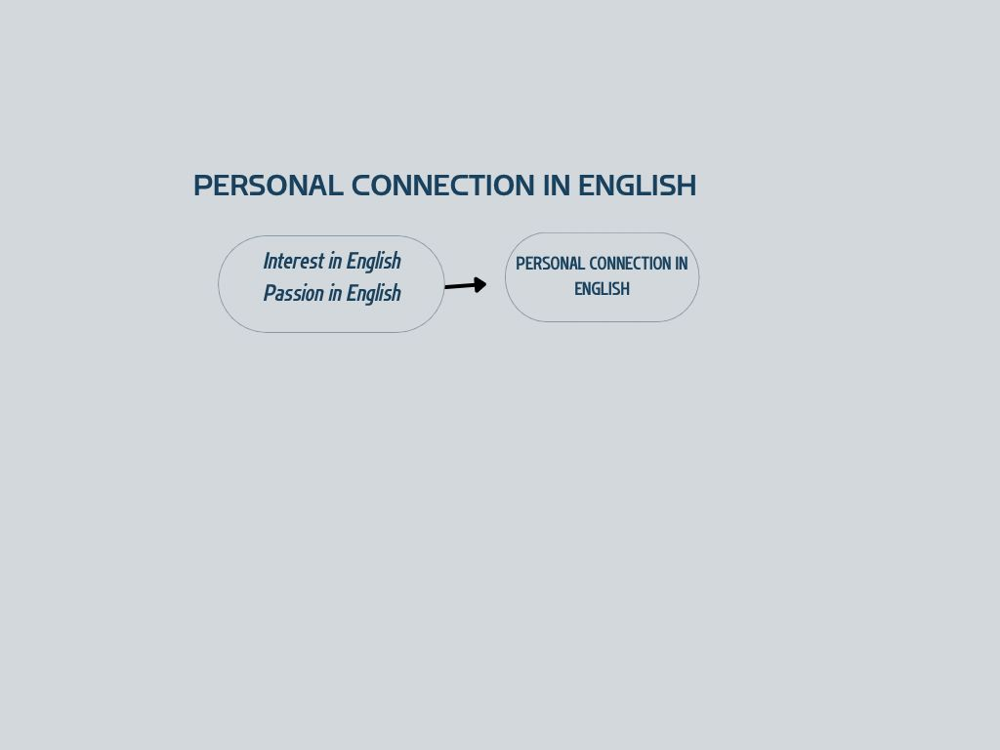 PERSONAL CONNECTION IN ENGLISH
Interest in English
Passion in English
PERSONAL CONNECTION IN
ENGLISH